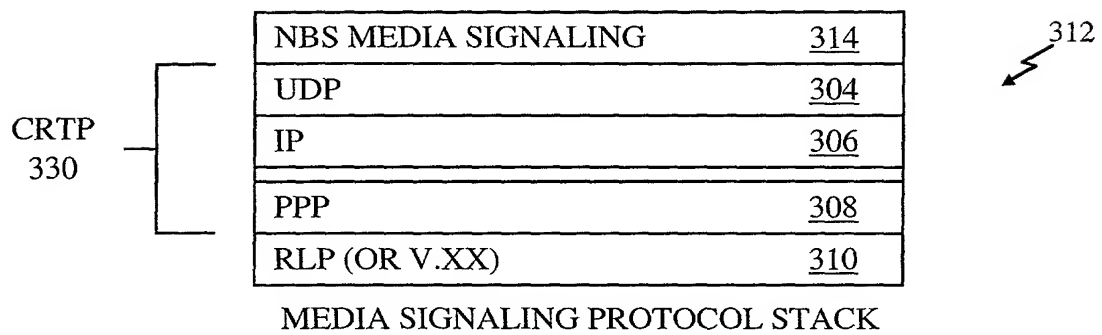 NBS MEDIA SIGNALING 314
312
UDP 304
CRTP
330
IP 306
PPP 308
RLP (OR V.XX) 310
MEDIA SIGNALING PROTOCOL STACK